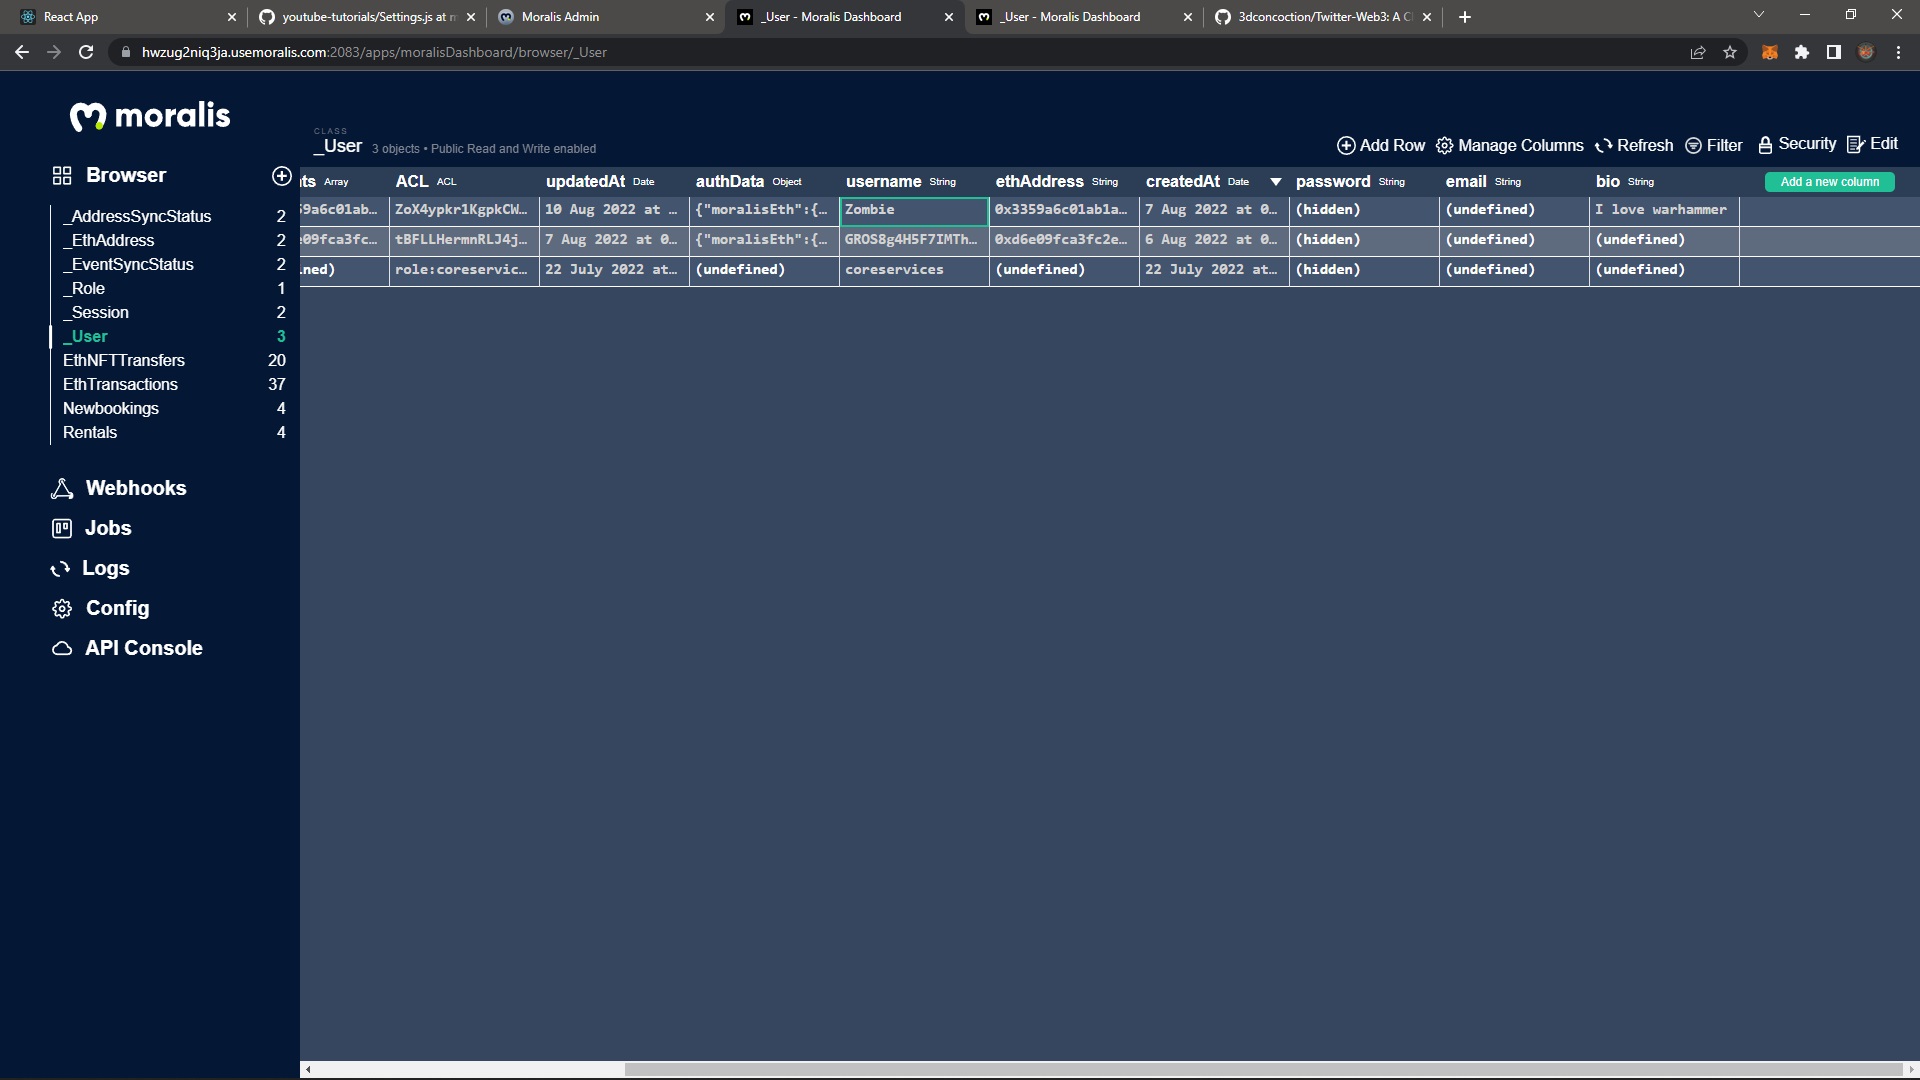 React App
youtube-tutorials/Settings.js at m
Moralis Admin
_User - Moralis Dashboard
_User - Moralis Dashboard
3dconcoction/Twitter-Web3: A Cl
hwzug2niq3ja.usemoralis.com:2083/apps/moralisDashboard/browser/_User
moralis
CLASS
_User 3 objects • Public Read and Write enabled
Add Row Manage Columns Refresh Filter Security Edit
Browser
_AddressSyncStatus 2
_EthAddress 2
_EventSyncStatus 2
_Role 1
_Session 2
_User 3
EthNFTTransfers 20
EthTransactions 37
Newbookings 4
Rentals 4
Webhooks
Jobs
Logs
Config
API Console
ts Array ACL ACL updatedAt Date authData Object username String ethAddress String createdAt Date password String email String bio String Add a new column
59a6c01ab… ZoX4ypkr1KgpkCW… 10 Aug 2022 at … {"moralisEth":{… Zombie 0x3359a6c01ab1a… 7 Aug 2022 at 0… (hidden) (undefined) I love warhammer
e09fca3fc… tBFLLHermnRLJ4j… 7 Aug 2022 at 0… {"moralisEth":{… GROS8g4H5F7IMTh… 0xd6e09fca3fc2e… 6 Aug 2022 at 0… (hidden) (undefined) (undefined)
ined) role:coreservic… 22 July 2022 at… (undefined) coreservices (undefined) 22 July 2022 at… (hidden) (undefined) (undefined)